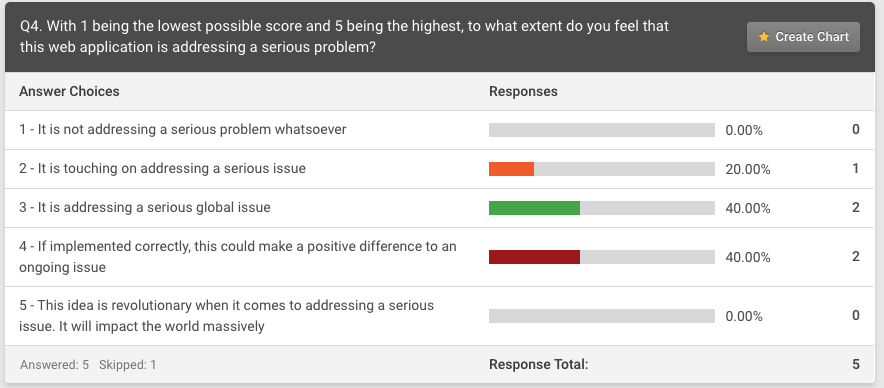 Q4. With 1 being the lowest possible score and 5 being the highest, to what extent do you feel that
this web application is addressing a serious problem?
Create Chart
Answer Choices Responses
1 - It is not addressing a serious problem whatsoever 0.00% 0
2 - It is touching on addressing a serious issue 20.00% 1
3 - It is addressing a serious global issue 40.00% 2
4 - If implemented correctly, this could make a positive difference to an
ongoing issue 40.00% 2
5 - This idea is revolutionary when it comes to addressing a serious
issue. It will impact the world massively 0.00% 0
Answered: 5 Skipped: 1 Response Total: 5